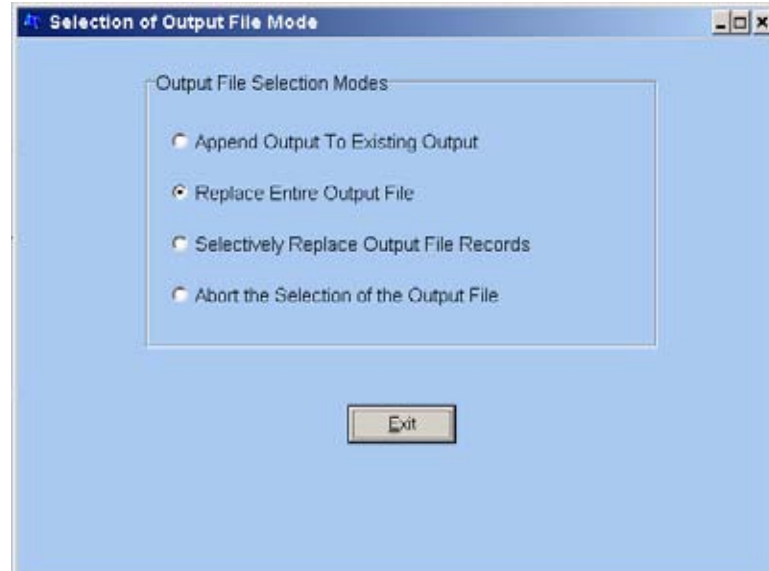 Selection of Output File Mode
Output File Selection Modes
Append Output To Existing Output
Replace Entire Output File
Selectively Replace Output File Records
Abort the Selection of the Output File
Exit